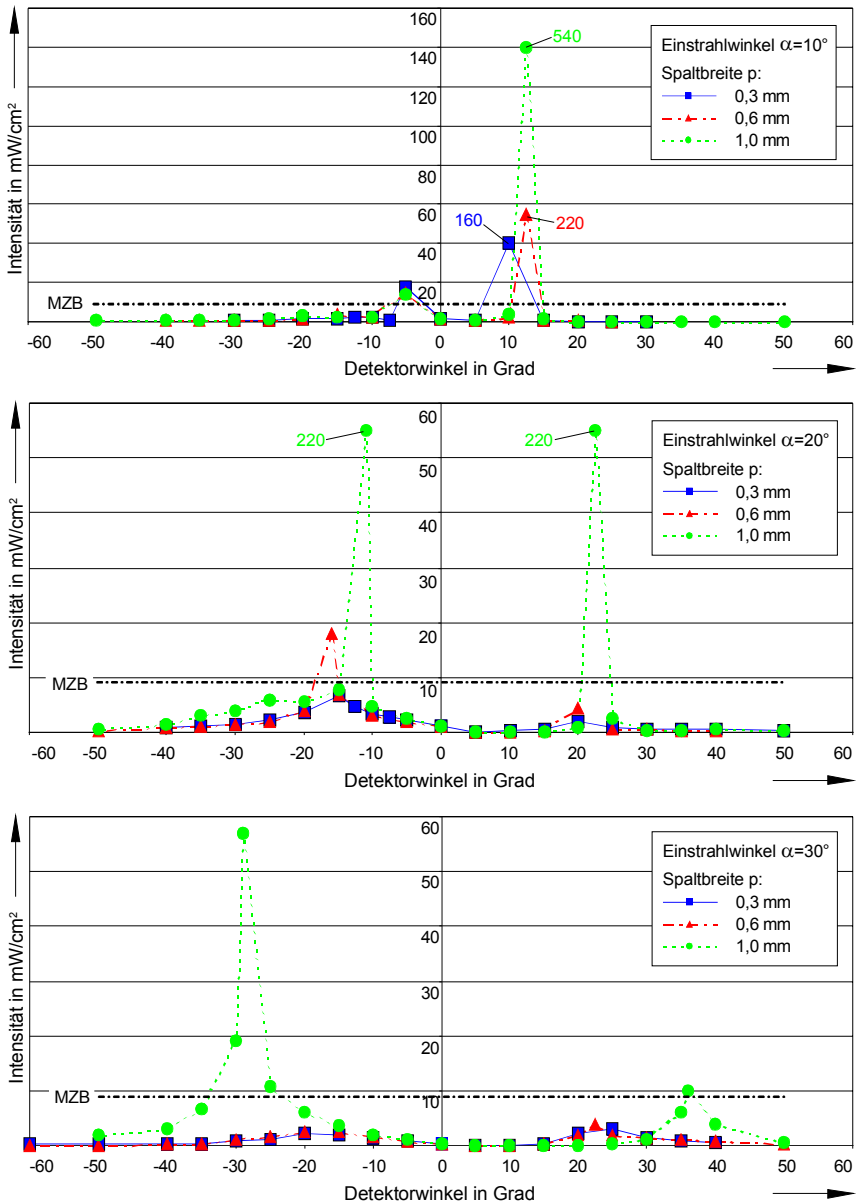 160
140
120
100
80
60
40
20
Intensität in mW/cm²
540
160
220
MZB
Einstrahlwinkel α=10°
Spaltbreite p:
0,3 mm
0,6 mm
1,0 mm
-60 -50 -40 -30 -20 -10 0 10 20 30 40 50 60
Detektorwinkel in Grad
60
50
40
30
20
10
Intensität in mW/cm²
220
220
MZB
Einstrahlwinkel α=20°
Spaltbreite p:
0,3 mm
0,6 mm
1,0 mm
-60 -50 -40 -30 -20 -10 0 10 20 30 40 50 60
Detektorwinkel in Grad
60
50
40
30
20
10
Intensität in mW/cm²
MZB
Einstrahlwinkel α=30°
Spaltbreite p:
0,3 mm
0,6 mm
1,0 mm
-60 -50 -40 -30 -20 -10 0 10 20 30 40 50 60
Detektorwinkel in Grad